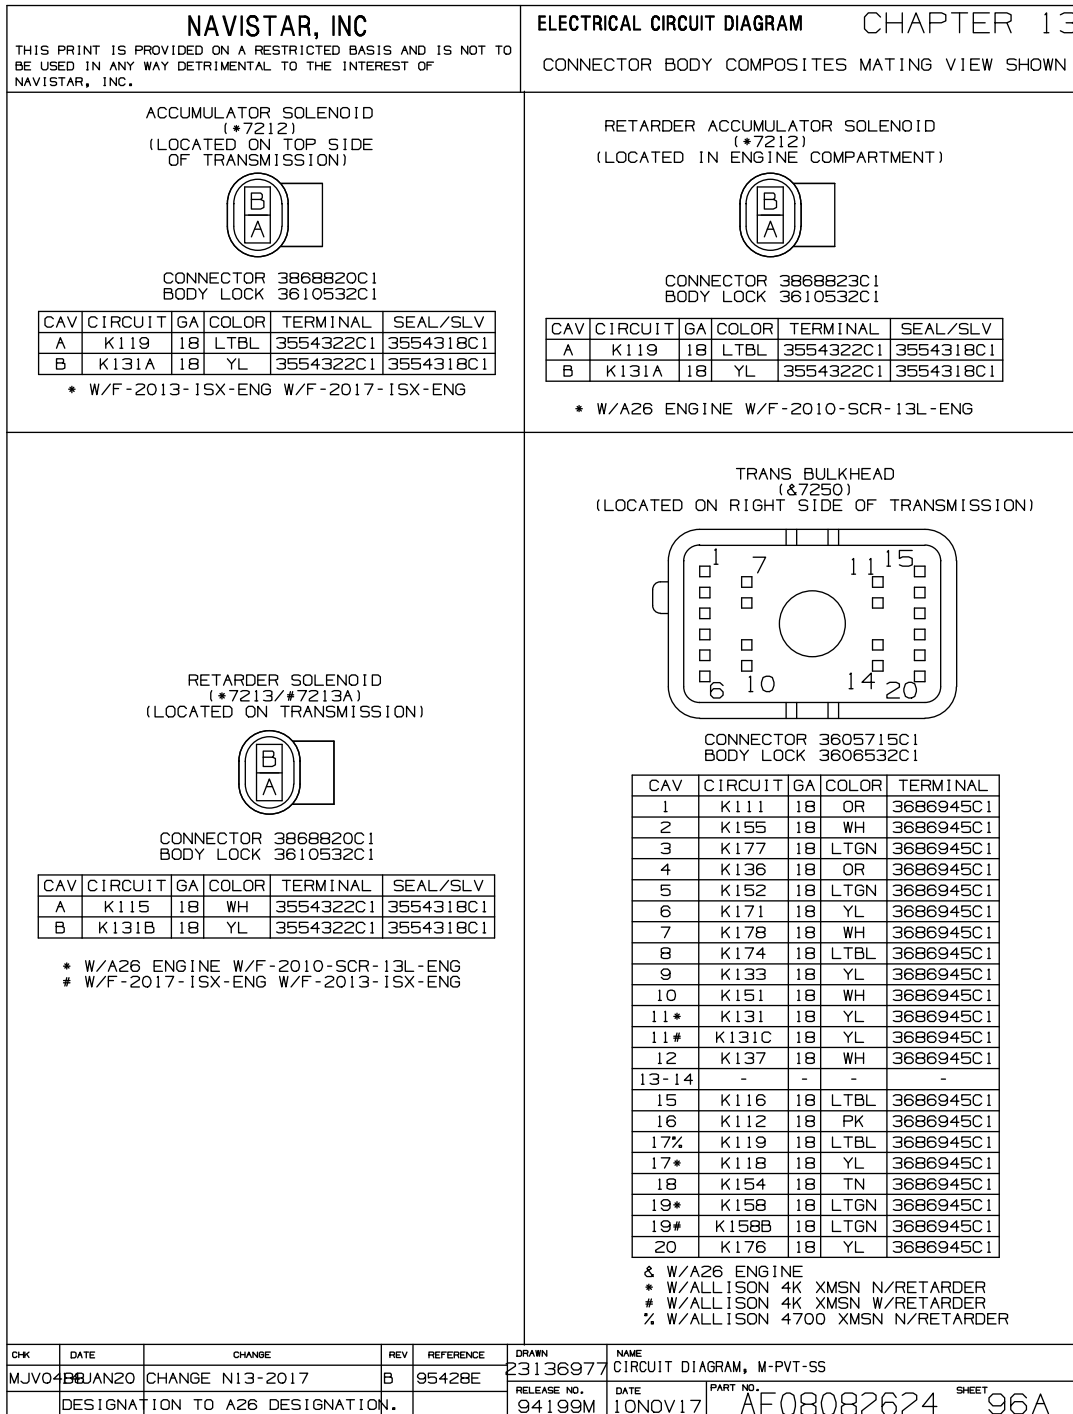 NAVISTAR, INC
THIS PRINT IS PROVIDED ON A RESTRICTED BASIS AND IS NOT TO
BE USED IN ANY WAY DETRIMENTAL TO THE INTEREST OF
NAVISTAR, INC.
ELECTRICAL CIRCUIT DIAGRAM CHAPTER 13
CONNECTOR BODY COMPOSITES MATING VIEW SHOWN
ACCUMULATOR SOLENOID
(*7212)
(LOCATED ON TOP SIDE
OF TRANSMISSION)
B
A
CONNECTOR 3868820C1
BODY LOCK 3610532C1
CAV CIRCUIT GA COLOR TERMINAL SEAL/SLV
A K119 18 LTBL 3554322C1 3554318C1
B K131A 18 YL 3554322C1 3554318C1
* W/F-2013-ISX-ENG W/F-2017-ISX-ENG
RETARDER ACCUMULATOR SOLENOID
(*7212)
(LOCATED IN ENGINE COMPARTMENT)
B
A
CONNECTOR 3868823C1
BODY LOCK 3610532C1
CAV CIRCUIT GA COLOR TERMINAL SEAL/SLV
A K119 18 LTBL 3554322C1 3554318C1
B K131A 18 YL 3554322C1 3554318C1
* W/A26 ENGINE W/F-2010-SCR-13L-ENG
RETARDER SOLENOID
(*7213/#7213A)
(LOCATED ON TRANSMISSION)
B
A
CONNECTOR 3868820C1
BODY LOCK 3610532C1
CAV CIRCUIT GA COLOR TERMINAL SEAL/SLV
A K115 18 WH 3554322C1 3554318C1
B K131B 18 YL 3554322C1 3554318C1
* W/A26 ENGINE W/F-2010-SCR-13L-ENG
# W/F-2017-ISX-ENG W/F-2013-ISX-ENG
TRANS BULKHEAD
(&7250)
(LOCATED ON RIGHT SIDE OF TRANSMISSION)
1 7 11 15
6 10 14 20
CONNECTOR 3605715C1
BODY LOCK 3606532C1
CAV CIRCUIT GA COLOR TERMINAL
1 K111 18 OR 3686945C1
2 K155 18 WH 3686945C1
3 K177 18 LTGN 3686945C1
4 K136 18 OR 3686945C1
5 K152 18 LTGN 3686945C1
6 K171 18 YL 3686945C1
7 K178 18 WH 3686945C1
8 K174 18 LTBL 3686945C1
9 K133 18 YL 3686945C1
10 K151 18 WH 3686945C1
11* K131 18 YL 3686945C1
11# K131C 18 YL 3686945C1
12 K137 18 WH 3686945C1
13-14 - - - -
15 K116 18 LTBL 3686945C1
16 K112 18 PK 3686945C1
17% K119 18 LTBL 3686945C1
17* K118 18 YL 3686945C1
18 K154 18 TN 3686945C1
19* K158 18 LTGN 3686945C1
19# K158B 18 LTGN 3686945C1
20 K176 18 YL 3686945C1
& W/A26 ENGINE
* W/ALLISON 4K XMSN N/RETARDER
# W/ALLISON 4K XMSN W/RETARDER
% W/ALLISON 4700 XMSN N/RETARDER
CHK DATE CHANGE REV REFERENCE DRAWN NAME
JAN20 CHANGE N13-2017 B 95428E 23136977 CIRCUIT DIAGRAM, M-PVT-SS
DESIGNATION TO A26 DESIGNATION.
RELEASE NO. DATE PART NO. SHEET
94199M 10NOV17 AF08082624 96A